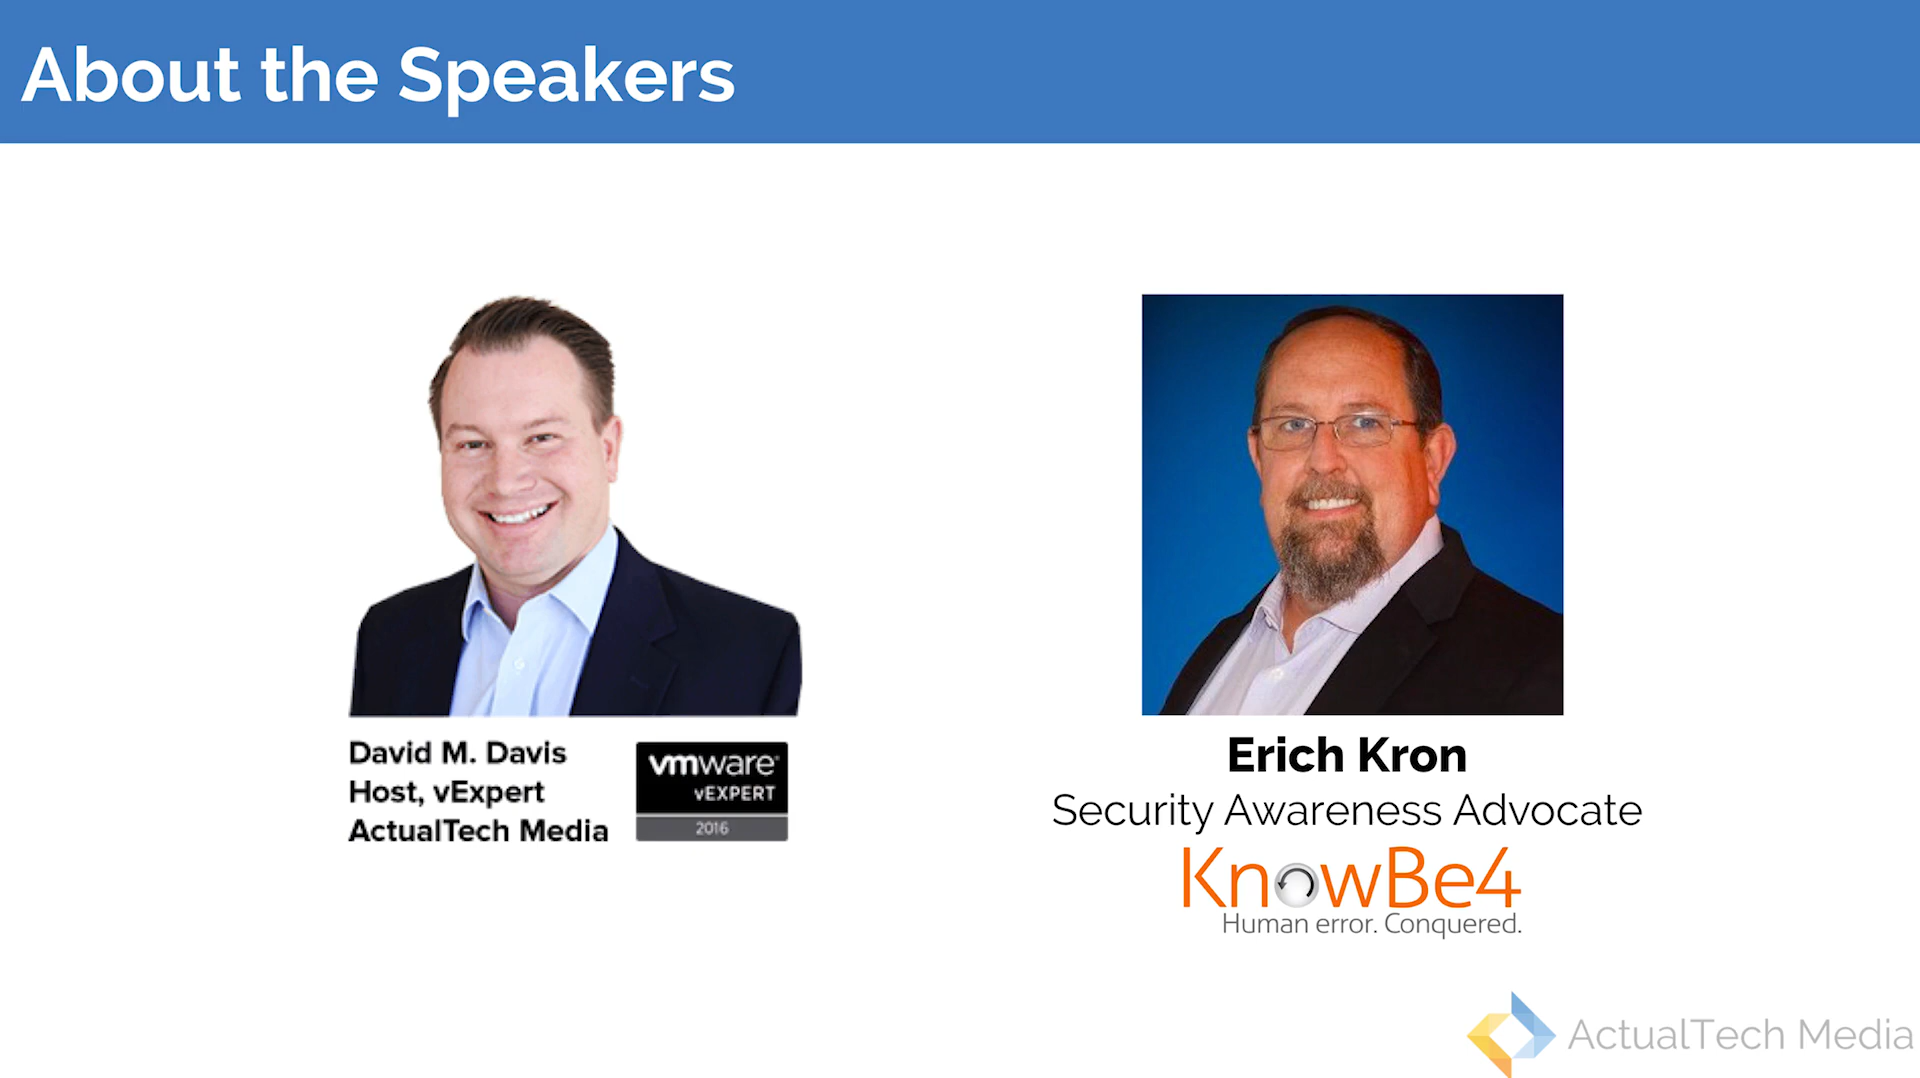 About the Speakers
David M. Davis
Host, vExpert
ActualTech Media
vmware
vEXPERT
2016
Erich Kron
Security Awareness Advocate
KnowBe4
Human error. Conquered.
ActualTech Media